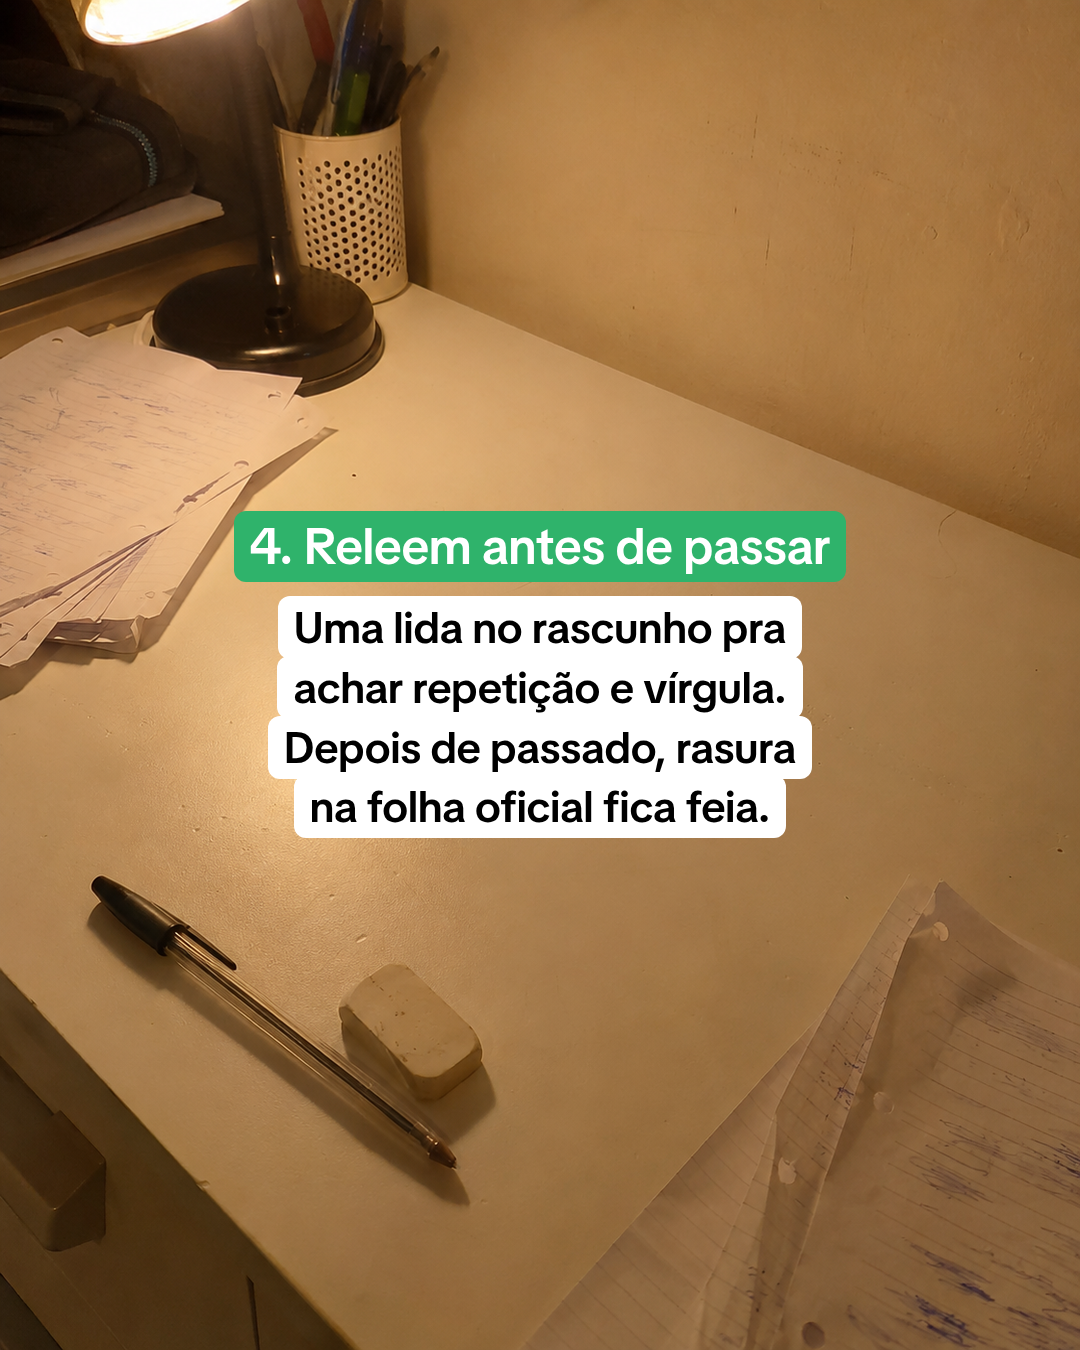 4. Releem antes de passar
Uma lida no rascunho pra
achar repetição e vírgula.
Depois de passado, rasura
na folha oficial fica feia.